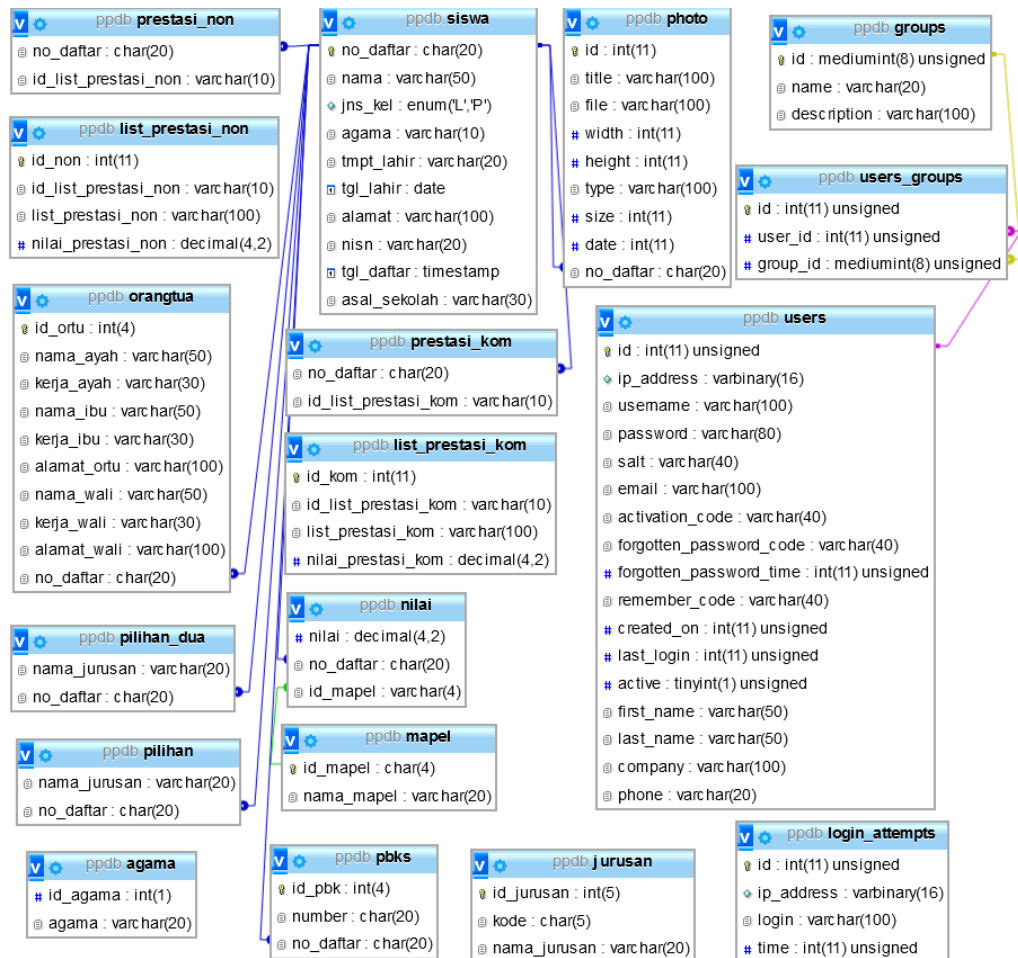 ppdb prestasi_non
no_daftar : char(20)
id_list_prestasi_non : varchar(10)
ppdb list_prestasi_non
id_non : int(11)
id_list_prestasi_non : varchar(10)
list_prestasi_non : varchar(100)
nilai_prestasi_non : decimal(4,2)
ppdb orangtua
id_ortu : int(4)
nama_ayah : varchar(50)
kerja_ayah : varchar(30)
nama_ibu : varchar(50)
kerja_ibu : varchar(30)
alamat_ortu : varchar(100)
nama_wali : varchar(50)
kerja_wali : varchar(30)
alamat_wali : varchar(100)
no_daftar : char(20)
ppdb pilihan_dua
nama_jurusan : varchar(20)
no_daftar : char(20)
ppdb pilihan
nama_jurusan : varchar(20)
no_daftar : char(20)
ppdb agama
id_agama : int(1)
agama : varchar(20)
ppdb siswa
no_daftar : char(20)
nama : varchar(50)
jns_kel : enum('L','P')
agama : varchar(10)
tmpt_lahir : varchar(20)
tgl_lahir : date
alamat : varchar(100)
nisn : varchar(20)
tgl_daftar : timestamp
asal_sekolah : varchar(30)
ppdb prestasi_kom
no_daftar : char(20)
id_list_prestasi_kom : varchar(10)
ppdb list_prestasi_kom
id_kom : int(11)
id_list_prestasi_kom : varchar(10)
list_prestasi_kom : varchar(100)
nilai_prestasi_kom : decimal(4,2)
ppdb nilai
nilai : decimal(4,2)
no_daftar : char(20)
id_mapel : varchar(4)
ppdb mapel
id_mapel : char(4)
nama_mapel : varchar(20)
ppdb pbks
id_pbk : int(4)
number : char(20)
no_daftar : char(20)
ppdb photo
id : int(11)
title : varchar(100)
file : varchar(100)
width : int(11)
height : int(11)
type : varchar(100)
size : int(11)
date : int(11)
no_daftar : char(20)
ppdb jurusan
id_jurusan : int(5)
kode : char(5)
nama_jurusan : varchar(20)
ppdb groups
id : mediumint(8) unsigned
name : varchar(20)
description : varchar(100)
ppdb users_groups
id : int(11) unsigned
user_id : int(11) unsigned
group_id : mediumint(8) unsigned
ppdb users
id : int(11) unsigned
ip_address : varbinary(16)
username : varchar(100)
password : varchar(80)
salt : varchar(40)
email : varchar(100)
activation_code : varchar(40)
forgotten_password_code : varchar(40)
forgotten_password_time : int(11) unsigned
remember_code : varchar(40)
created_on : int(11) unsigned
last_login : int(11) unsigned
active : tinyint(1) unsigned
first_name : varchar(50)
last_name : varchar(50)
company : varchar(100)
phone : varchar(20)
ppdb login_attempts
id : int(11) unsigned
ip_address : varbinary(16)
login : varchar(100)
time : int(11) unsigned